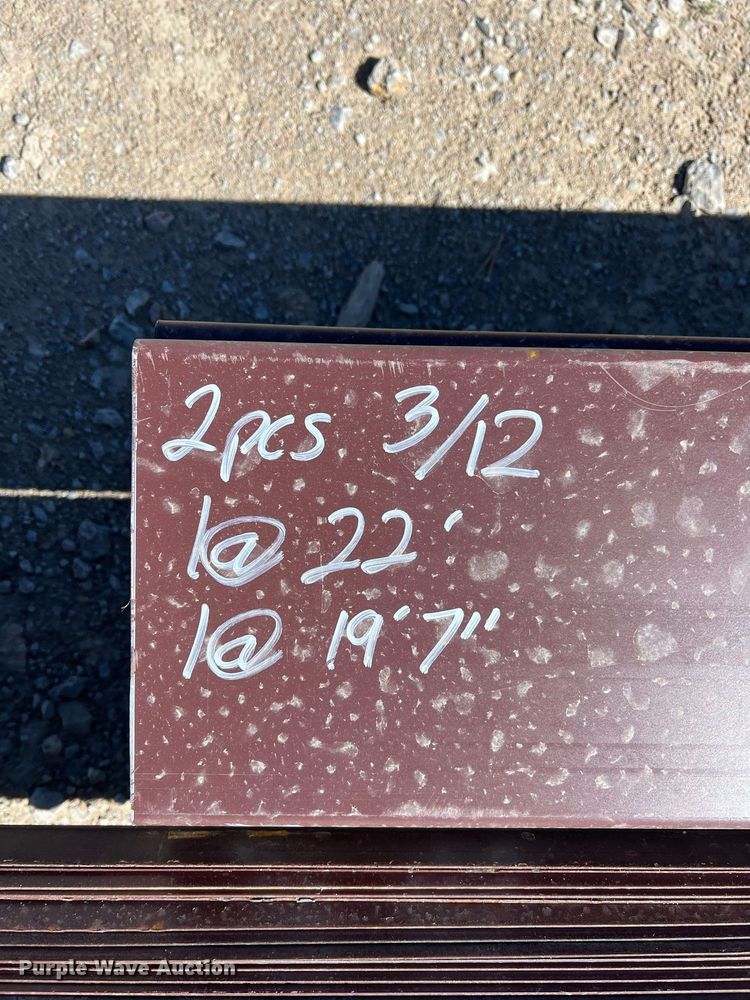 2pcs 3/12
1@ 22'
1@ 19'7"
Purple Wave Auction